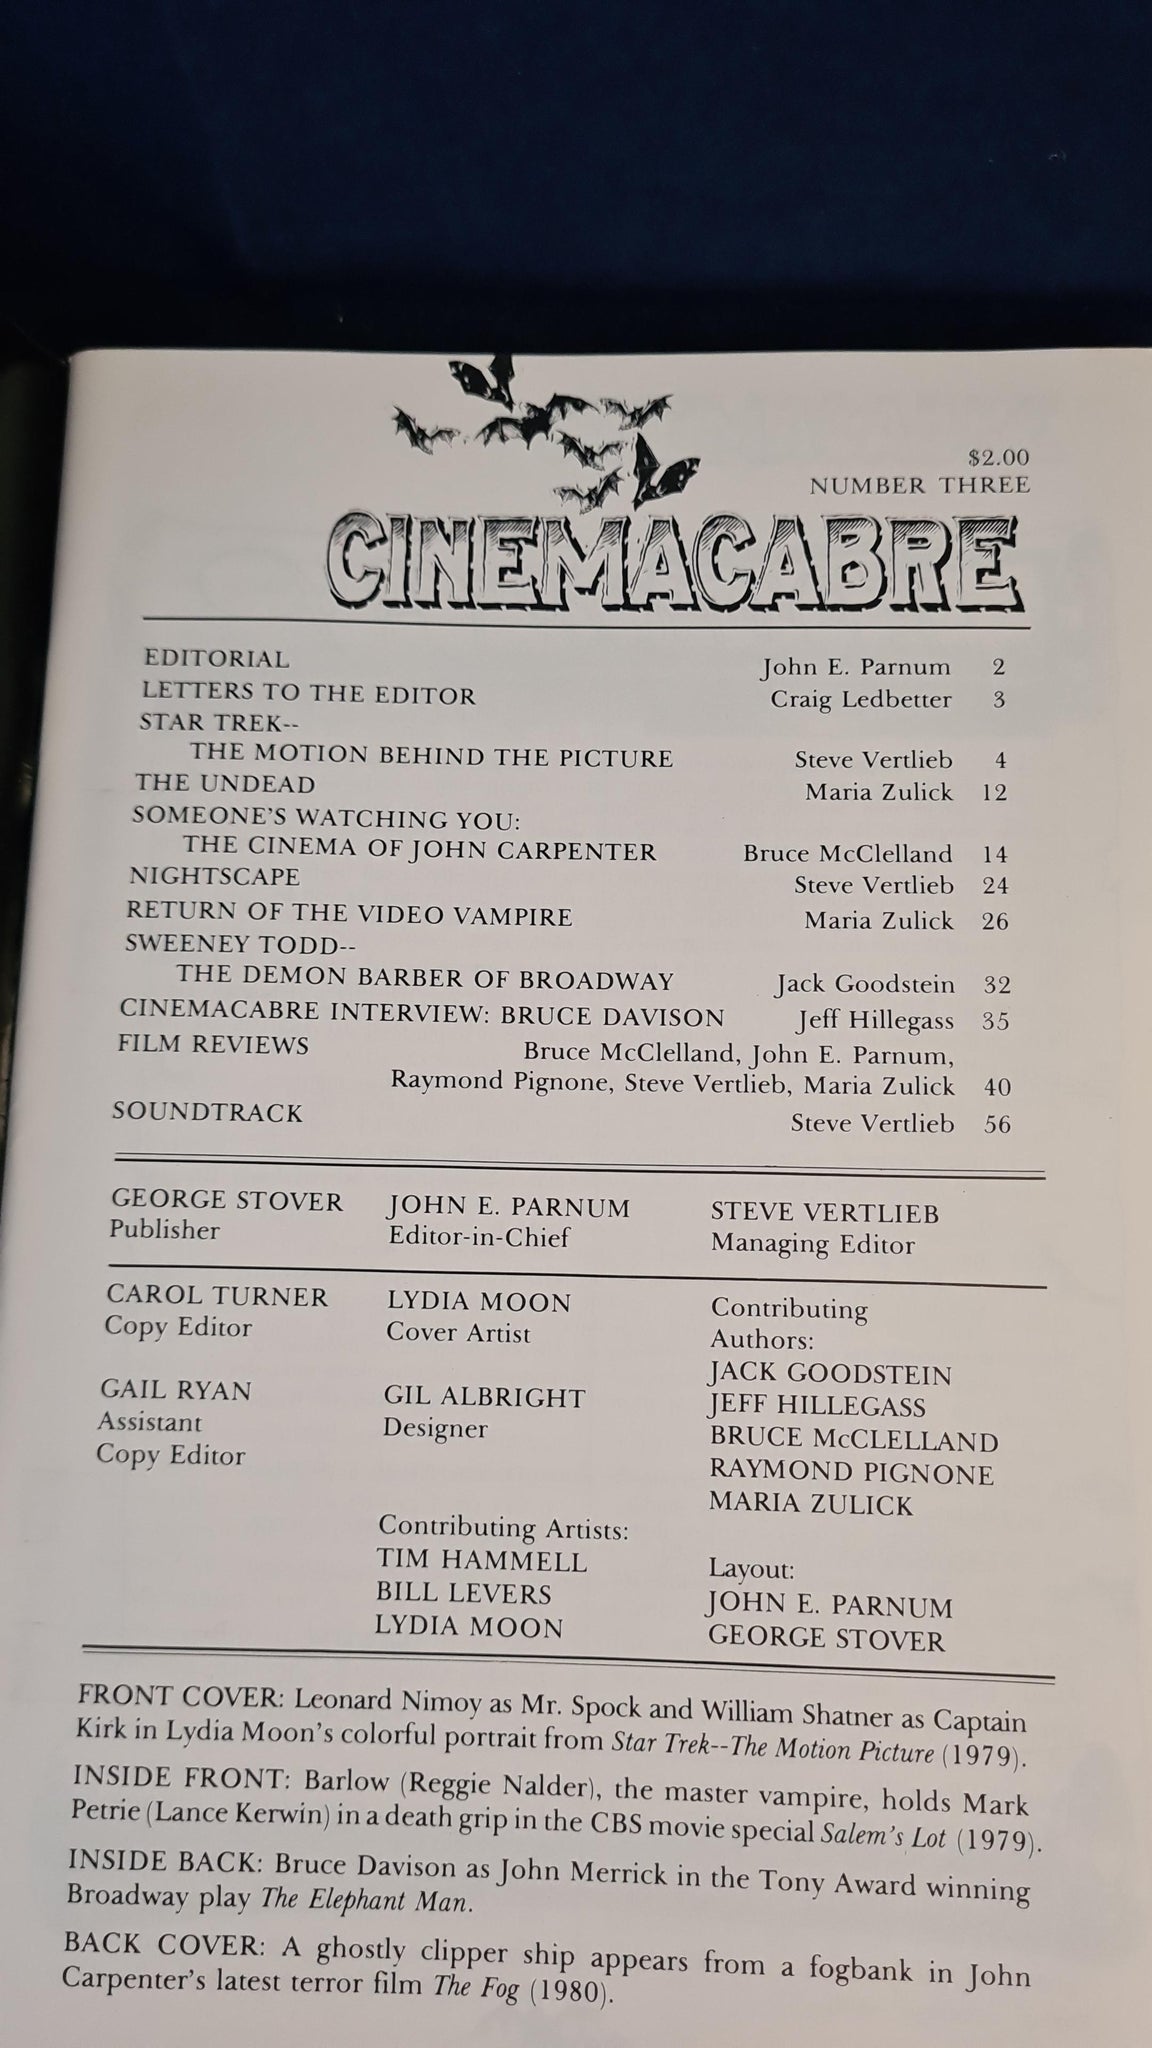 $2.00
NUMBER THREE
CINEMACABRE
EDITORIAL John E. Parnum 2
LETTERS TO THE EDITOR Craig Ledbetter 3
STAR TREK--
THE MOTION BEHIND THE PICTURE Steve Vertlieb 4
THE UNDEAD Maria Zulick 12
SOMEONE'S WATCHING YOU:
THE CINEMA OF JOHN CARPENTER Bruce McClelland 14
NIGHTSCAPE Steve Vertlieb 24
RETURN OF THE VIDEO VAMPIRE Maria Zulick 26
SWEENEY TODD--
THE DEMON BARBER OF BROADWAY Jack Goodstein 32
CINEMACABRE INTERVIEW: BRUCE DAVISON Jeff Hillegass 35
FILM REVIEWS Bruce McClelland, John E. Parnum,
Raymond Pignone, Steve Vertlieb, Maria Zulick 40
SOUNDTRACK Steve Vertlieb 56
GEORGE STOVER
Publisher
JOHN E. PARNUM
Editor-in-Chief
STEVE VERTLIEB
Managing Editor
CAROL TURNER
Copy Editor
GAIL RYAN
Assistant
Copy Editor
LYDIA MOON
Cover Artist
GIL ALBRIGHT
Designer
Contributing Artists:
TIM HAMMELL
BILL LEVERS
LYDIA MOON
Contributing
Authors:
JACK GOODSTEIN
JEFF HILLEGASS
BRUCE McCLELLAND
RAYMOND PIGNONE
MARIA ZULICK
Layout:
JOHN E. PARNUM
GEORGE STOVER
FRONT COVER: Leonard Nimoy as Mr. Spock and William Shatner as Captain
Kirk in Lydia Moon's colorful portrait from Star Trek--The Motion Picture (1979).
INSIDE FRONT: Barlow (Reggie Nalder), the master vampire, holds Mark
Petrie (Lance Kerwin) in a death grip in the CBS movie special Salem's Lot (1979).
INSIDE BACK: Bruce Davison as John Merrick in the Tony Award winning
Broadway play The Elephant Man.
BACK COVER: A ghostly clipper ship appears from a fogbank in John
Carpenter's latest terror film The Fog (1980).